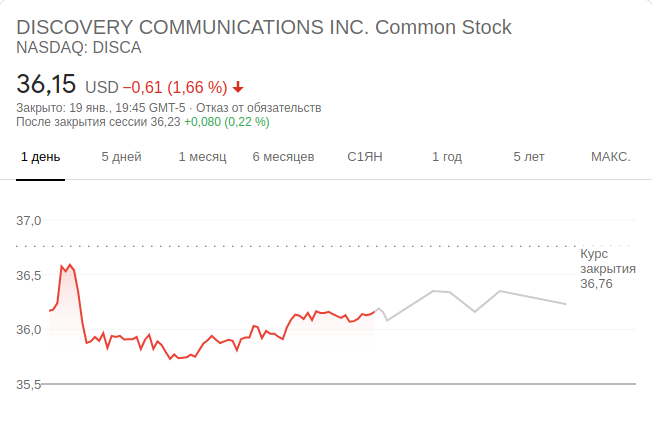 DISCOVERY COMMUNICATIONS INC. Common Stock
NASDAQ: DISCA
36,15 USD −0,61 (1,66 %)
Закрыто: 19 янв., 19:45 GMT-5 · Отказ от обязательств
После закрытия сессии 36,23 +0,080 (0,22 %)
1 день 5 дней 1 месяц 6 месяцев С1ЯН 1 год 5 лет МАКС.
37,0
Курс
закрытия
36,76
36,5
36,0
35,5